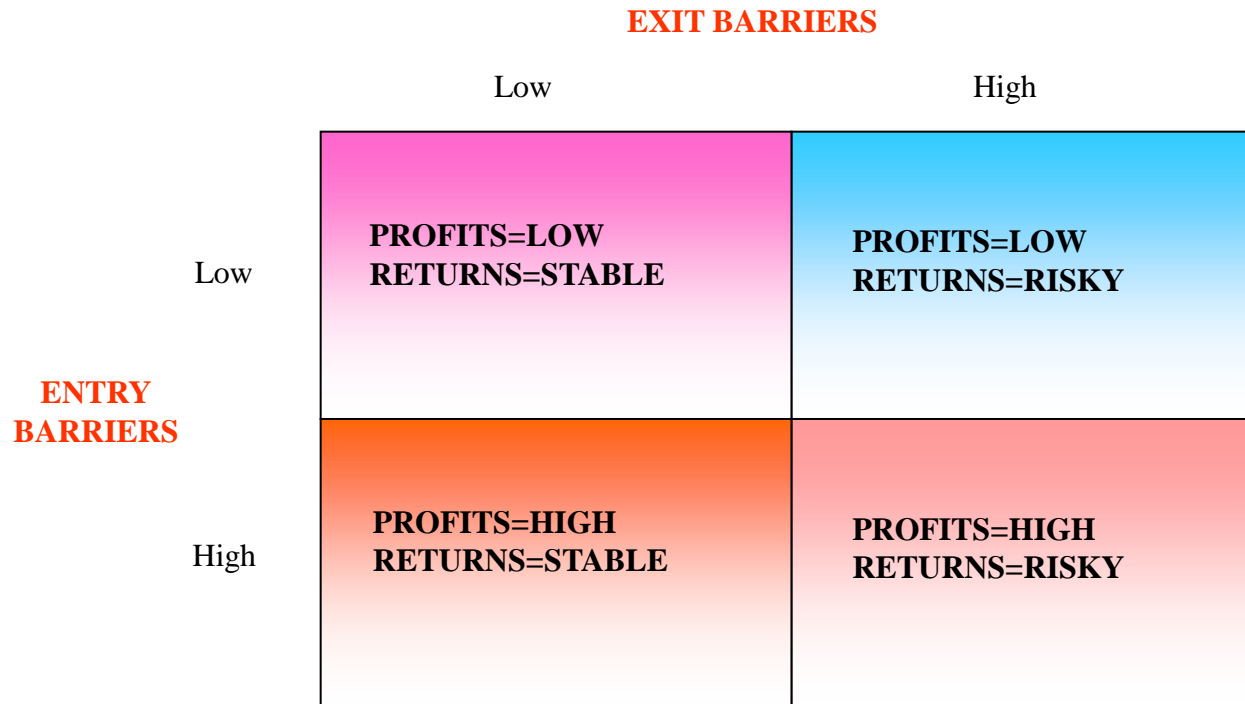 EXIT BARRIERS
Low
High
PROFITS=LOW
RETURNS=STABLE
PROFITS=LOW
RETURNS=RISKY
Low
ENTRY
BARRIERS
PROFITS=HIGH
RETURNS=STABLE
PROFITS=HIGH
RETURNS=RISKY
High